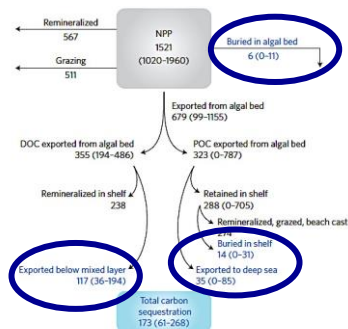 Remineralized
567
NPP
1521
(1020–1960)
Buried in algal bed
6 (0–11)
Grazing
511
Exported from algal bed
679 (99–1155)
DOC exported from algal bed
355 (194–486)
POC exported from algal bed
323 (0–787)
Remineralized in shelf
238
Retained in shelf
288 (0–705)
Remineralized, grazed, beach cast
274
Buried in shelf
14 (0–31)
Exported below mixed layer
117 (36–194)
Exported to deep sea
35 (0–85)
Total carbon
sequestration
173 (61–268)